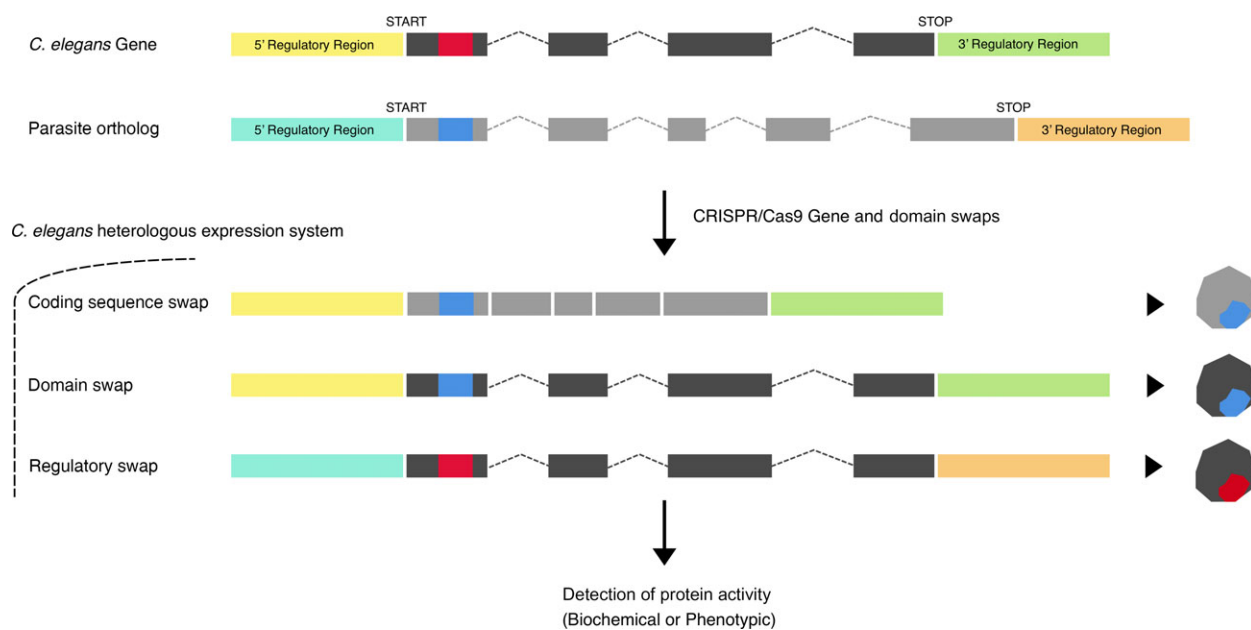 START
STOP
C. elegans Gene
5’ Regulatory Region
3’ Regulatory Region
START
STOP
Parasite ortholog
5’ Regulatory Region
3’ Regulatory Region
CRISPR/Cas9 Gene and domain swaps
C. elegans heterologous expression system
Coding sequence swap
Domain swap
Regulatory swap
Detection of protein activity
(Biochemical or Phenotypic)